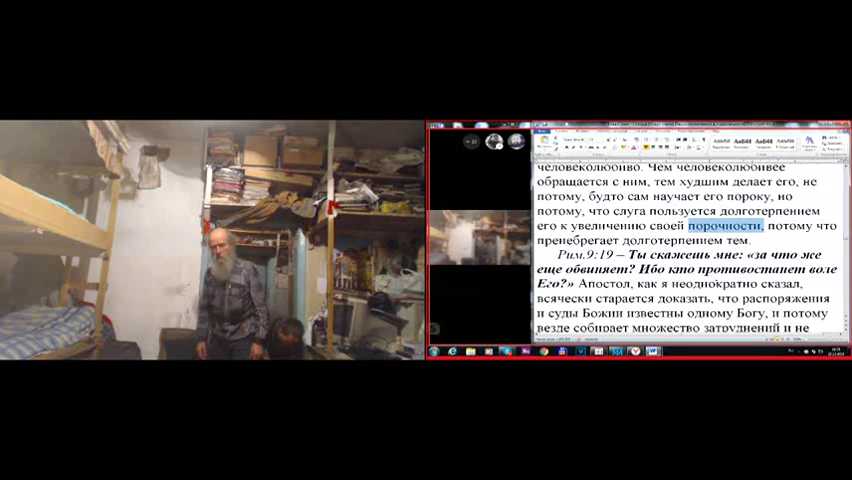 человеколюбиво. Чем человеколюбивее
обращается с ним, тем худшим делает его, не
потому, будто сам научает его пороку, но
потому, что слуга пользуется долготерпением
его к увеличению своей порочности, потому что
пренебрегает долготерпением тем.
Рим.9:19 – Ты скажешь мне: «за что же
еще обвиняет? Ибо кто противостанет воле
Его?» Апостол, как я неоднократно сказал,
всячески старается доказать, что распоряжения
и суды Божии известны одному Богу, и потому
везде собирает множество затруднений и не